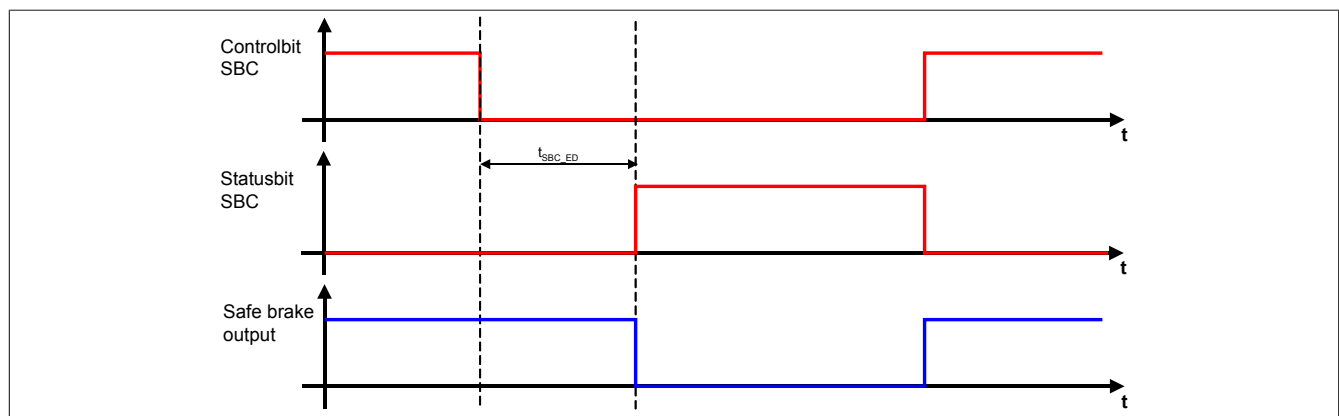 Controlbit
SBC
t
t_SBC_ED
Statusbit
SBC
t
Safe brake
output
t